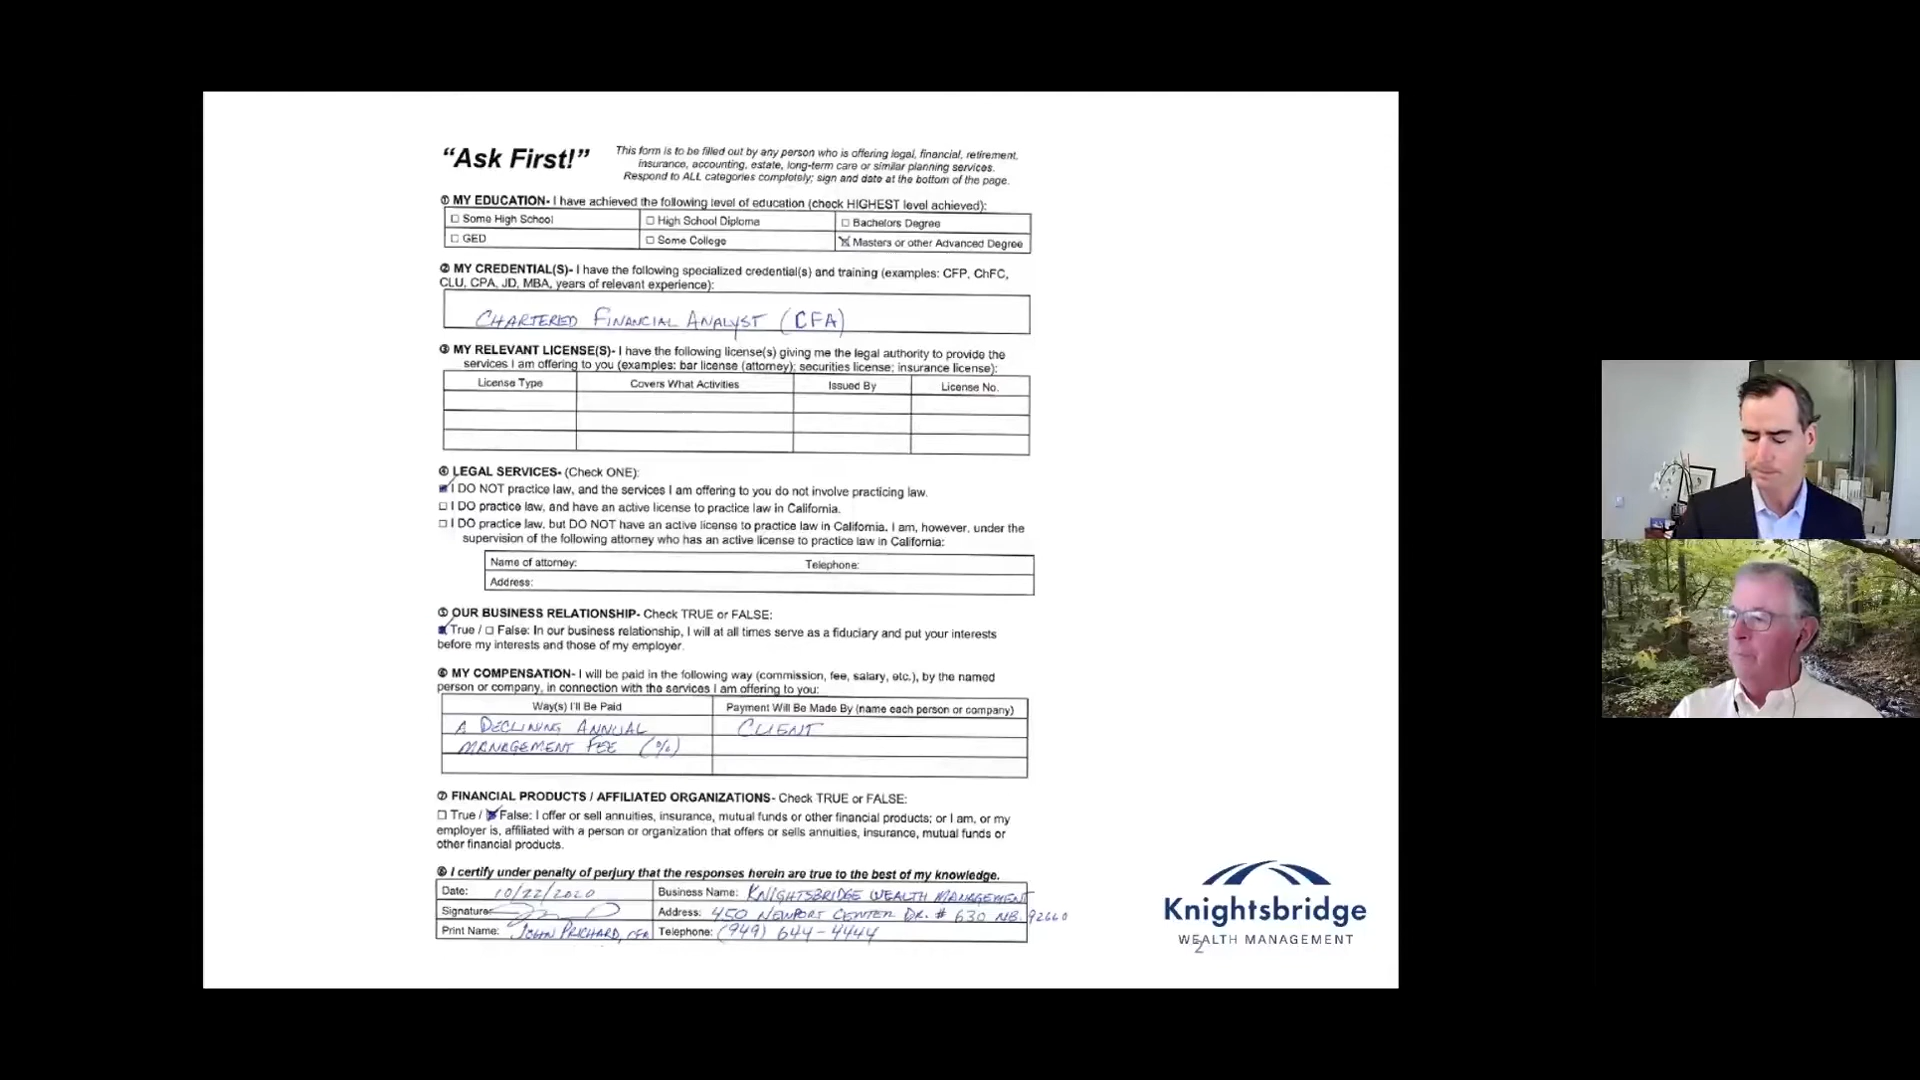 “Ask First!”
This form is to be filled out by any person who is offering legal, financial, retirement,
insurance, accounting, estate, long-term care or similar planning services.
Respond to ALL categories completely; sign and date at the bottom of the page.
① MY EDUCATION- I have achieved the following level of education (check HIGHEST level achieved):
☐ Some High School ☐ High School Diploma ☐ Bachelors Degree
☐ GED ☐ Some College ☒ Masters or other Advanced Degree
② MY CREDENTIAL(S)- I have the following specialized credential(s) and training (examples: CFP, ChFC,
CLU, CPA, JD, MBA, years of relevant experience):
CHARTERED FINANCIAL ANALYST (CFA)
③ MY RELEVANT LICENSE(S)- I have the following license(s) giving me the legal authority to provide the
services I am offering to you (examples: bar license (attorney); securities license; insurance license):
License Type Covers What Activities Issued By License No.
④ LEGAL SERVICES- (Check ONE):
☒ I DO NOT practice law, and the services I am offering to you do not involve practicing law.
☐ I DO practice law, and have an active license to practice law in California.
☐ I DO practice law, but DO NOT have an active license to practice law in California. I am, however, under the
supervision of the following attorney who has an active license to practice law in California:
Name of attorney: Telephone:
Address:
⑤ OUR BUSINESS RELATIONSHIP- Check TRUE or FALSE:
☒ True / ☐ False: In our business relationship, I will at all times serve as a fiduciary and put your interests
before my interests and those of my employer.
⑥ MY COMPENSATION- I will be paid in the following way (commission, fee, salary, etc.), by the named
person or company, in connection with the services I am offering to you:
Way(s) I'll Be Paid Payment Will Be Made By (name each person or company)
A DECLINING ANNUAL CLIENT
MANAGEMENT FEE (%)
⑦ FINANCIAL PRODUCTS / AFFILIATED ORGANIZATIONS- Check TRUE or FALSE:
☐ True / ☒ False: I offer or sell annuities, insurance, mutual funds or other financial products; or I am, or my
employer is, affiliated with a person or organization that offers or sells annuities, insurance, mutual funds or
other financial products.
⑧ I certify under penalty of perjury that the responses herein are true to the best of my knowledge.
Date: 10/22/2020 Business Name: KNIGHTSBRIDGE WEALTH MANAGEMENT
Signature: Address: 450 NEWPORT CENTER DR. # 630 NB. 92660
Print Name: JOHN PRICHARD, CFA Telephone: (949) 644-4444
Knightsbridge
WEALTH MANAGEMENT
2